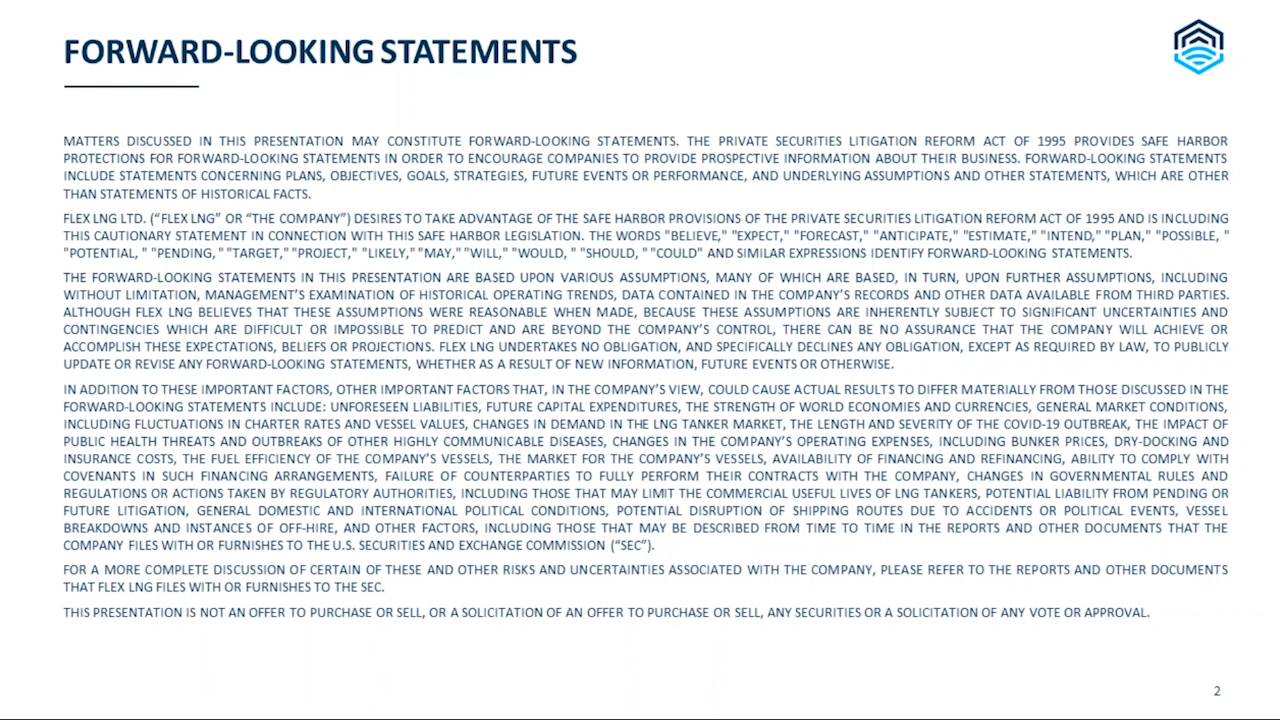 FORWARD-LOOKING STATEMENTS
MATTERS DISCUSSED IN THIS PRESENTATION MAY CONSTITUTE FORWARD-LOOKING STATEMENTS. THE PRIVATE SECURITIES LITIGATION REFORM ACT OF 1995 PROVIDES SAFE HARBOR
PROTECTIONS FOR FORWARD-LOOKING STATEMENTS IN ORDER TO ENCOURAGE COMPANIES TO PROVIDE PROSPECTIVE INFORMATION ABOUT THEIR BUSINESS. FORWARD-LOOKING STATEMENTS
INCLUDE STATEMENTS CONCERNING PLANS, OBJECTIVES, GOALS, STRATEGIES, FUTURE EVENTS OR PERFORMANCE, AND UNDERLYING ASSUMPTIONS AND OTHER STATEMENTS, WHICH ARE OTHER
THAN STATEMENTS OF HISTORICAL FACTS.
FLEX LNG LTD. (“FLEX LNG” OR “THE COMPANY”) DESIRES TO TAKE ADVANTAGE OF THE SAFE HARBOR PROVISIONS OF THE PRIVATE SECURITIES LITIGATION REFORM ACT OF 1995 AND IS INCLUDING
THIS CAUTIONARY STATEMENT IN CONNECTION WITH THIS SAFE HARBOR LEGISLATION. THE WORDS "BELIEVE," "EXPECT," "FORECAST," "ANTICIPATE," "ESTIMATE," "INTEND," "PLAN," "POSSIBLE, "
"POTENTIAL, " "PENDING, " "TARGET," "PROJECT," "LIKELY," "MAY," "WILL," "WOULD, " "SHOULD, " "COULD" AND SIMILAR EXPRESSIONS IDENTIFY FORWARD-LOOKING STATEMENTS.
THE FORWARD-LOOKING STATEMENTS IN THIS PRESENTATION ARE BASED UPON VARIOUS ASSUMPTIONS, MANY OF WHICH ARE BASED, IN TURN, UPON FURTHER ASSUMPTIONS, INCLUDING
WITHOUT LIMITATION, MANAGEMENT’S EXAMINATION OF HISTORICAL OPERATING TRENDS, DATA CONTAINED IN THE COMPANY’S RECORDS AND OTHER DATA AVAILABLE FROM THIRD PARTIES.
ALTHOUGH FLEX LNG BELIEVES THAT THESE ASSUMPTIONS WERE REASONABLE WHEN MADE, BECAUSE THESE ASSUMPTIONS ARE INHERENTLY SUBJECT TO SIGNIFICANT UNCERTAINTIES AND
CONTINGENCIES WHICH ARE DIFFICULT OR IMPOSSIBLE TO PREDICT AND ARE BEYOND THE COMPANY’S CONTROL, THERE CAN BE NO ASSURANCE THAT THE COMPANY WILL ACHIEVE OR
ACCOMPLISH THESE EXPECTATIONS, BELIEFS OR PROJECTIONS. FLEX LNG UNDERTAKES NO OBLIGATION, AND SPECIFICALLY DECLINES ANY OBLIGATION, EXCEPT AS REQUIRED BY LAW, TO PUBLICLY
UPDATE OR REVISE ANY FORWARD-LOOKING STATEMENTS, WHETHER AS A RESULT OF NEW INFORMATION, FUTURE EVENTS OR OTHERWISE.
IN ADDITION TO THESE IMPORTANT FACTORS, OTHER IMPORTANT FACTORS THAT, IN THE COMPANY’S VIEW, COULD CAUSE ACTUAL RESULTS TO DIFFER MATERIALLY FROM THOSE DISCUSSED IN THE
FORWARD-LOOKING STATEMENTS INCLUDE: UNFORESEEN LIABILITIES, FUTURE CAPITAL EXPENDITURES, THE STRENGTH OF WORLD ECONOMIES AND CURRENCIES, GENERAL MARKET CONDITIONS,
INCLUDING FLUCTUATIONS IN CHARTER RATES AND VESSEL VALUES, CHANGES IN DEMAND IN THE LNG TANKER MARKET, THE LENGTH AND SEVERITY OF THE COVID-19 OUTBREAK, THE IMPACT OF
PUBLIC HEALTH THREATS AND OUTBREAKS OF OTHER HIGHLY COMMUNICABLE DISEASES, CHANGES IN THE COMPANY’S OPERATING EXPENSES, INCLUDING BUNKER PRICES, DRY-DOCKING AND
INSURANCE COSTS, THE FUEL EFFICIENCY OF THE COMPANY’S VESSELS, THE MARKET FOR THE COMPANY’S VESSELS, AVAILABILITY OF FINANCING AND REFINANCING, ABILITY TO COMPLY WITH
COVENANTS IN SUCH FINANCING ARRANGEMENTS, FAILURE OF COUNTERPARTIES TO FULLY PERFORM THEIR CONTRACTS WITH THE COMPANY, CHANGES IN GOVERNMENTAL RULES AND
REGULATIONS OR ACTIONS TAKEN BY REGULATORY AUTHORITIES, INCLUDING THOSE THAT MAY LIMIT THE COMMERCIAL USEFUL LIVES OF LNG TANKERS, POTENTIAL LIABILITY FROM PENDING OR
FUTURE LITIGATION, GENERAL DOMESTIC AND INTERNATIONAL POLITICAL CONDITIONS, POTENTIAL DISRUPTION OF SHIPPING ROUTES DUE TO ACCIDENTS OR POLITICAL EVENTS, VESSEL
BREAKDOWNS AND INSTANCES OF OFF-HIRE, AND OTHER FACTORS, INCLUDING THOSE THAT MAY BE DESCRIBED FROM TIME TO TIME IN THE REPORTS AND OTHER DOCUMENTS THAT THE
COMPANY FILES WITH OR FURNISHES TO THE U.S. SECURITIES AND EXCHANGE COMMISSION (“SEC”).
FOR A MORE COMPLETE DISCUSSION OF CERTAIN OF THESE AND OTHER RISKS AND UNCERTAINTIES ASSOCIATED WITH THE COMPANY, PLEASE REFER TO THE REPORTS AND OTHER DOCUMENTS
THAT FLEX LNG FILES WITH OR FURNISHES TO THE SEC.
THIS PRESENTATION IS NOT AN OFFER TO PURCHASE OR SELL, OR A SOLICITATION OF AN OFFER TO PURCHASE OR SELL, ANY SECURITIES OR A SOLICITATION OF ANY VOTE OR APPROVAL.
2